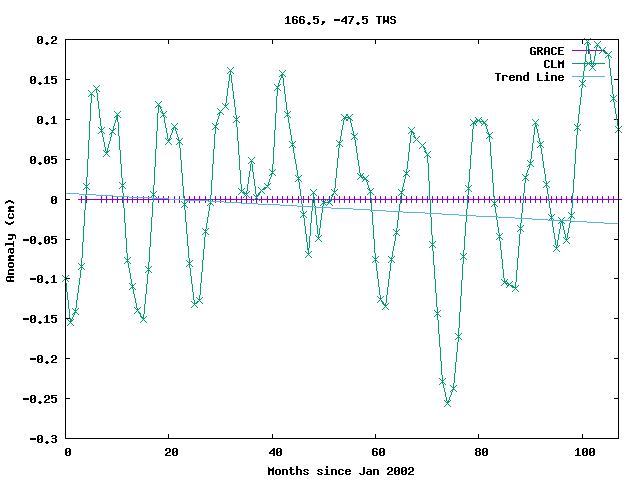 166.5, -47.5 TWS
GRACE
CLM
Trend Line
0.2
0.15
0.1
0.05
0
-0.05
-0.1
-0.15
-0.2
-0.25
-0.3
Anomaly (cm)
0 20 40 60 80 100
Months since Jan 2002